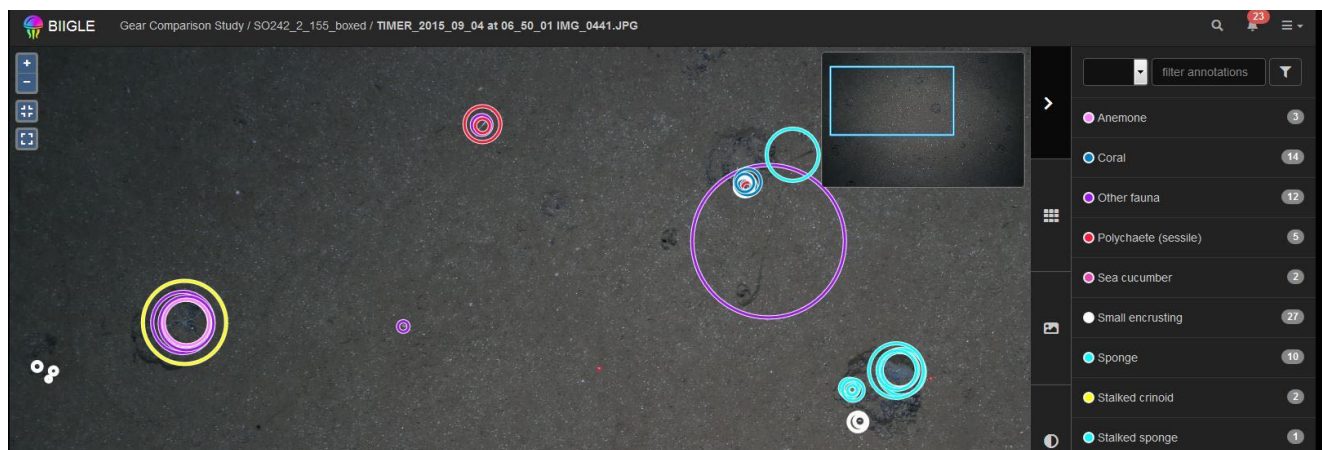 BIIGLE Gear Comparison Study / SO242_2_155_boxed / TIMER_2015_09_04 at 06_50_01 IMG_0441.JPG 23
filter annotations
Anemone 3
Coral 14
Other fauna 12
Polychaete (sessile) 5
Sea cucumber 2
Small encrusting 27
Sponge 10
Stalked crinoid 2
Stalked sponge 1